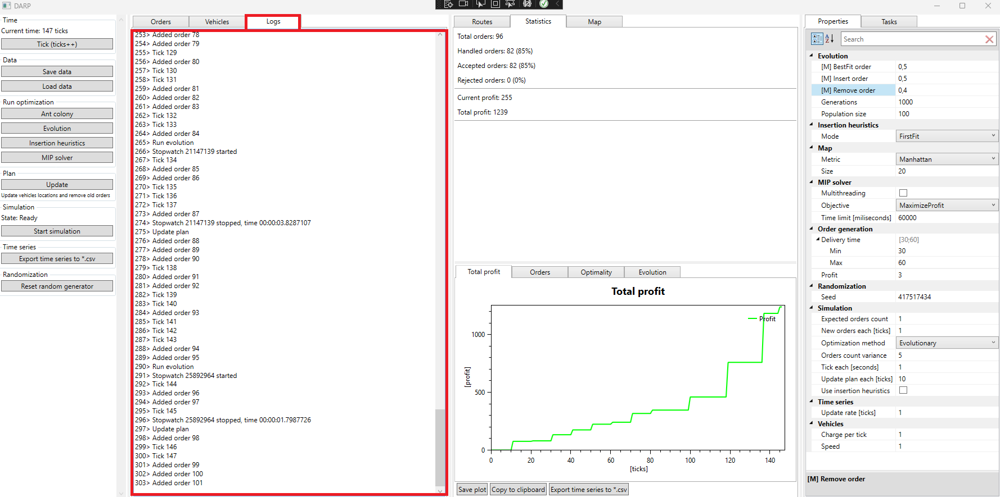 DARP
Time
Current time: 147 ticks
Tick (ticks++)
Data
Save data
Load data
Run optimization
Ant colony
Evolution
Insertion heuristics
MIP solver
Plan
Update
Update vehicles locations and remove old orders
Simulation
State: Ready
Start simulation
Time series
Export time series to *.csv
Randomization
Reset random generator
Orders
Vehicles
Logs
253> Added order 78
254> Added order 79
255> Tick 129
256> Added order 80
257> Tick 130
258> Tick 131
259> Added order 81
260> Added order 82
261> Added order 83
262> Tick 132
263> Tick 133
264> Added order 84
265> Run evolution
266> Stopwatch 21147139 started
267> Tick 134
268> Added order 85
269> Added order 86
270> Tick 135
271> Tick 136
272> Tick 137
273> Added order 87
274> Stopwatch 21147139 stopped, time 00:00:03.8287107
275> Update plan
276> Added order 88
277> Added order 89
278> Added order 90
279> Tick 138
280> Added order 91
281> Added order 92
282> Tick 139
283> Tick 140
284> Added order 93
285> Tick 141
286> Tick 142
287> Tick 143
288> Added order 94
289> Added order 95
290> Run evolution
291> Stopwatch 25892964 started
292> Tick 144
293> Added order 96
294> Added order 97
295> Tick 145
296> Stopwatch 25892964 stopped, time 00:00:01.7987726
297> Update plan
298> Added order 98
299> Tick 146
300> Tick 147
301> Added order 99
302> Added order 100
303> Added order 101
Routes
Statistics
Map
Total orders: 96
Handled orders: 82 (85%)
Accepted orders: 82 (85%)
Rejected orders: 0 (0%)
Current profit: 255
Total profit: 1239
Total profit
Orders
Optimality
Evolution
Total profit
Profit
1000
500
0
[profit]
0 20 40 60 80 100 120 140
[ticks]
Save plot
Copy to clipboard
Export time series to *.csv
Properties
Tasks
Search
Evolution
[M] BestFit order 0,5
[M] Insert order 0,5
[M] Remove order 0,4
Generations 1000
Population size 100
Insertion heuristics
Mode FirstFit
Map
Metric Manhattan
Size 20
MIP solver
Multithreading
Objective MaximizeProfit
Time limit [miliseconds] 60000
Order generation
Delivery time [30;60]
Min 30
Max 60
Profit 3
Randomization
Seed 417517434
Simulation
Expected orders count 1
New orders each [ticks] 1
Optimization method Evolutionary
Orders count variance 5
Tick each [seconds] 1
Update plan each [ticks] 10
Use insertion heuristics
Time series
Update rate [ticks] 1
Vehicles
Charge per tick 1
Speed 1
[M] Remove order